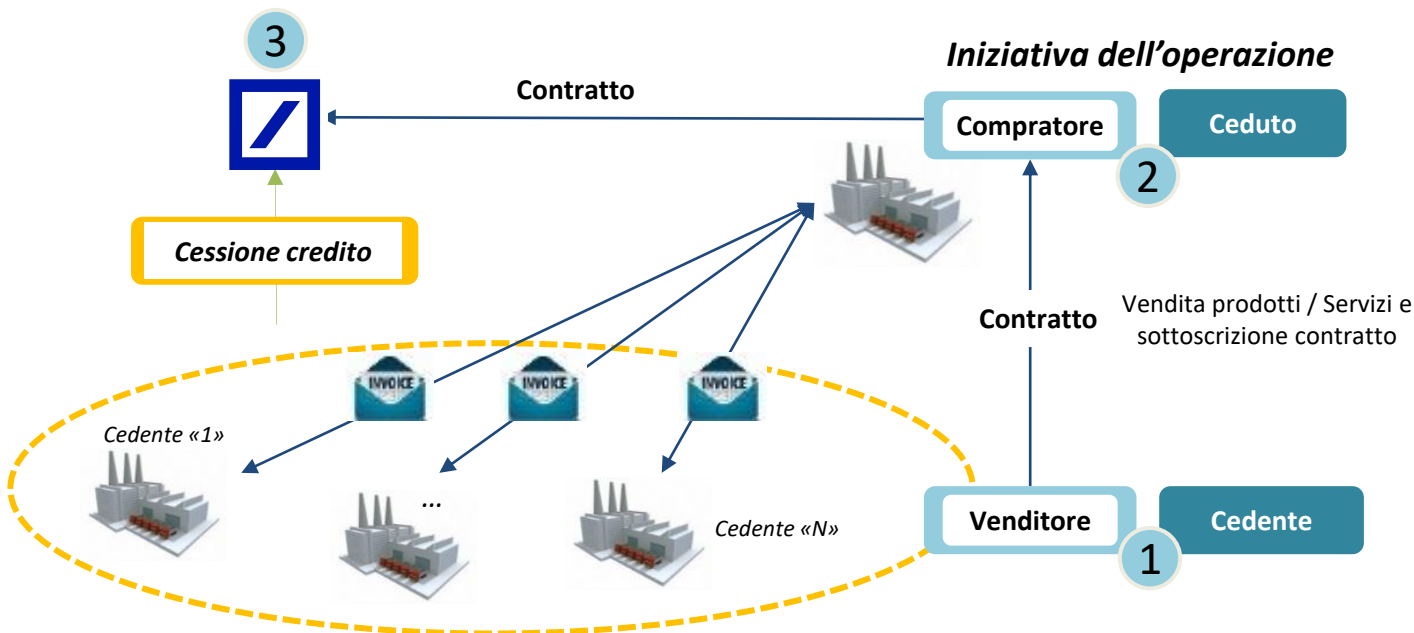 3
Iniziativa dell’operazione
Contratto
Compratore
Ceduto
2
Cessione credito
Contratto
Vendita prodotti / Servizi e
sottoscrizione contratto
INVOICE
INVOICE
INVOICE
Cedente «1»
...
Cedente «N»
Venditore
Cedente
1